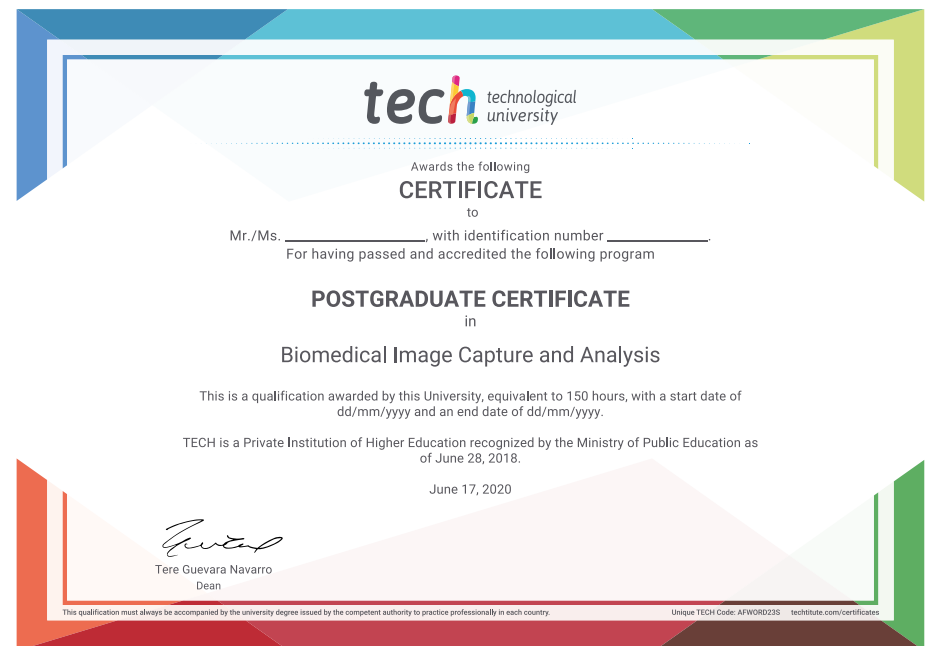 tech technological
university
Awards the following
CERTIFICATE
to
Mr./Ms. ____________________, with identification number ______________.
For having passed and accredited the following program
POSTGRADUATE CERTIFICATE
in
Biomedical Image Capture and Analysis
This is a qualification awarded by this University, equivalent to 150 hours, with a start date of
dd/mm/yyyy and an end date of dd/mm/yyyy.
TECH is a Private Institution of Higher Education recognized by the Ministry of Public Education as
of June 28, 2018.
June 17, 2020
Tere Guevara Navarro
Dean
This qualification must always be accompanied by the university degree issued by the competent authority to practice professionally in each country.
Unique TECH Code: AFWORD23S techtitute.com/certificates